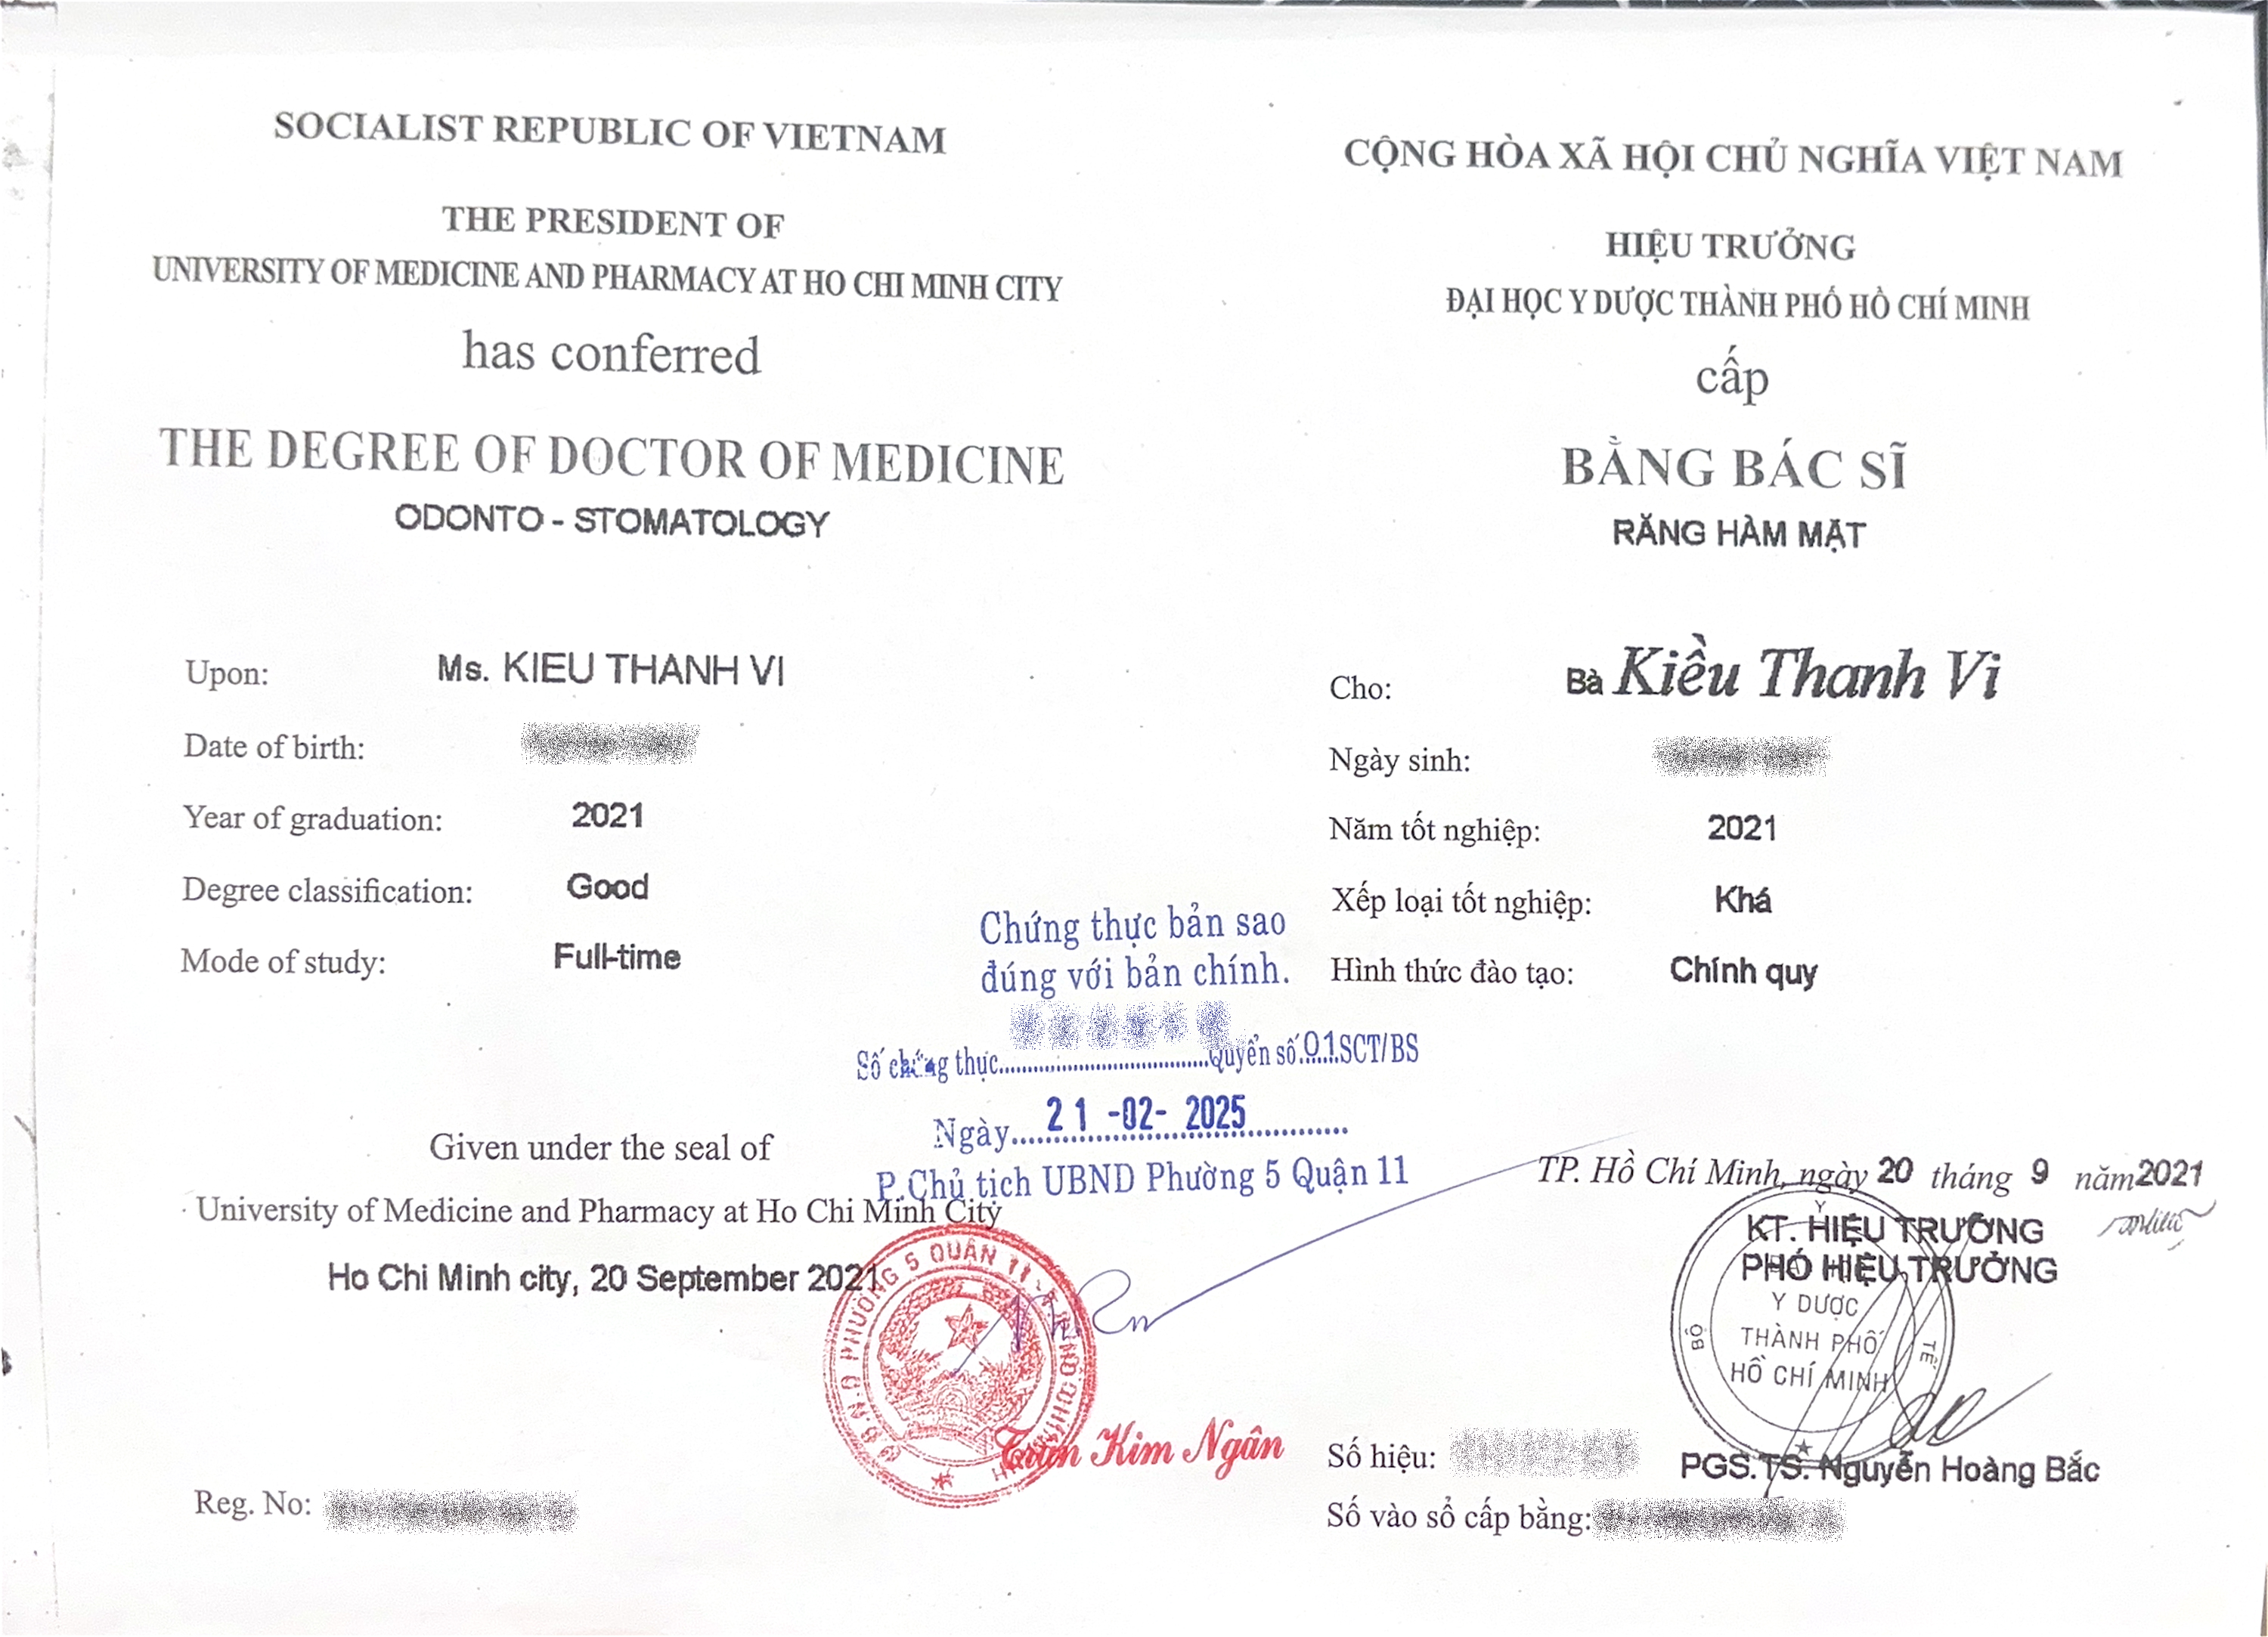 SOCIALIST REPUBLIC OF VIETNAM
THE PRESIDENT OF
UNIVERSITY OF MEDICINE AND PHARMACY AT HO CHI MINH CITY
has conferred
THE DEGREE OF DOCTOR OF MEDICINE
ODONTO - STOMATOLOGY
Upon: Ms. KIEU THANH VI
Date of birth:
Year of graduation: 2021
Degree classification: Good
Mode of study: Full-time
Given under the seal of
University of Medicine and Pharmacy at Ho Chi Minh City
Ho Chi Minh city, 20 September 2021
Reg. No:
Chứng thực bản sao
đúng với bản chính.
Số chứng thực Quyển số 01 SCT/BS
Ngày 21 -02- 2025
P.Chủ tịch UBND Phường 5 Quận 11
U.B.N.D PHƯỜNG 5 QUẬN 11 - T.P HỒ CHÍ MINH
Trần Kim Ngân
CỘNG HÒA XÃ HỘI CHỦ NGHĨA VIỆT NAM
HIỆU TRƯỞNG
ĐẠI HỌC Y DƯỢC THÀNH PHỐ HỒ CHÍ MINH
cấp
BẰNG BÁC SĨ
RĂNG HÀM MẶT
Cho: Bà Kiều Thanh Vi
Ngày sinh:
Năm tốt nghiệp: 2021
Xếp loại tốt nghiệp: Khá
Hình thức đào tạo: Chính quy
TP. Hồ Chí Minh, ngày 20 tháng 9 năm 2021
KT. HIỆU TRƯỞNG
PHÓ HIỆU TRƯỞNG
BỘ Y TẾ
Y DƯỢC
THÀNH PHỐ
HỒ CHÍ MINH
PGS.TS. Nguyễn Hoàng Bắc
Số hiệu:
Số vào sổ cấp bằng: